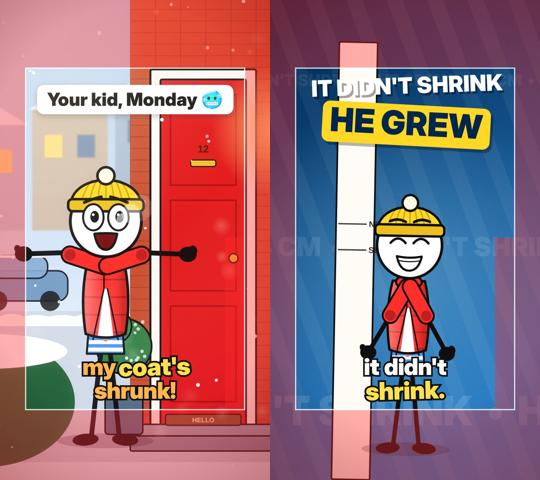 Your kid, Monday 🥶
12
my coat's
shrunk!
HELLO
IT DIDN'T SHRINK
HE GREW
it didn't
shrink.